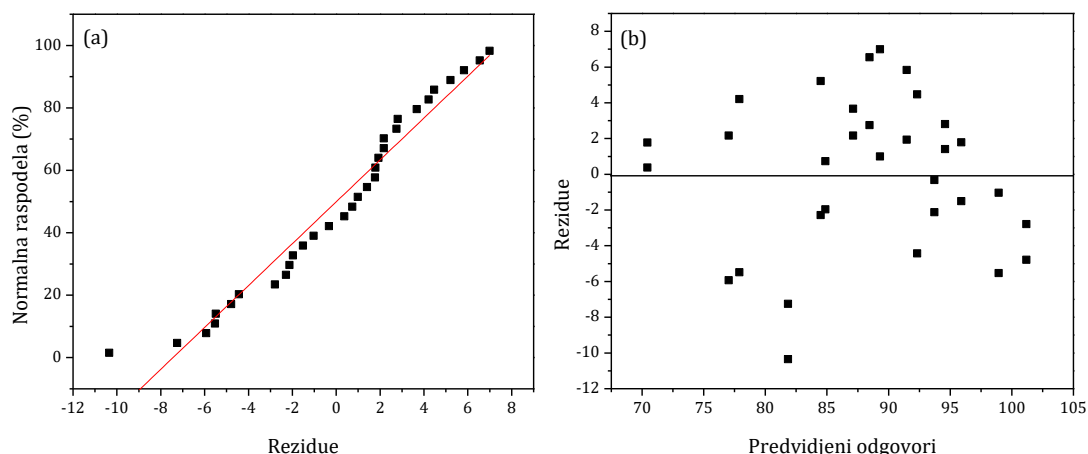 (a)
Normalna raspodela (%)
100
80
60
40
20
0
-12 -10 -8 -6 -4 -2 0 2 4 6 8
Rezidue
(b)
Rezidue
8
6
4
2
0
-2
-4
-6
-8
-10
-12
70 75 80 85 90 95 100 105
Predvidjeni odgovori